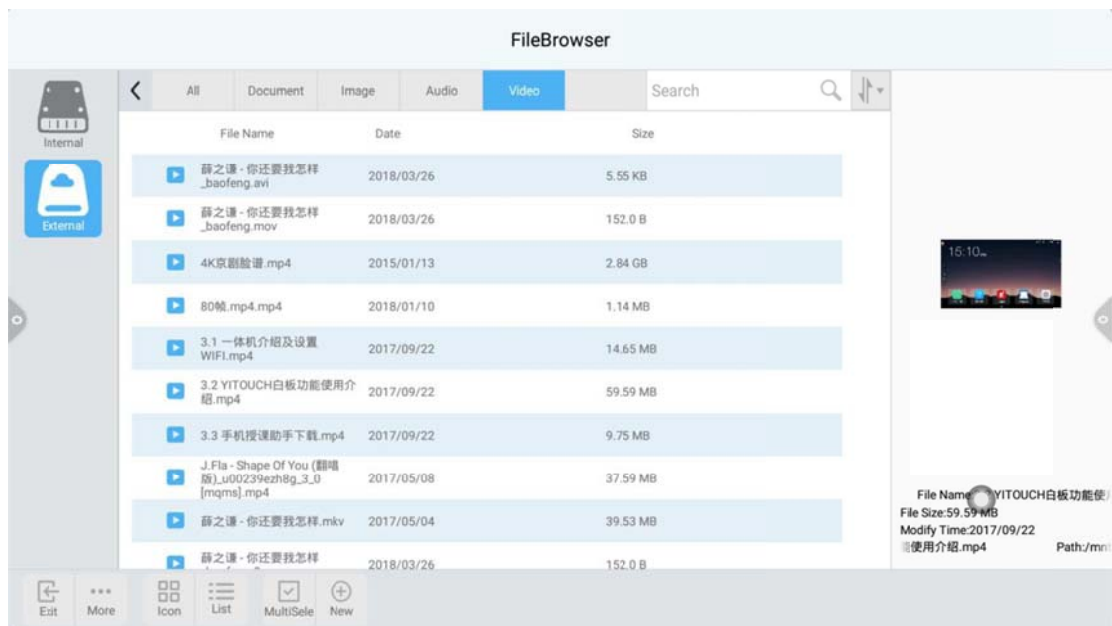 FileBrowser
All Document Image Audio Video Search
Internal
External
File Name Date Size
薛之谦 - 你还要我怎样
_baofeng.avi
2018/03/26 5.55 KB
薛之谦 - 你还要我怎样
_baofeng.mov
2018/03/26 152.0 B
4K京剧脸谱.mp4 2015/01/13 2.84 GB
80帧.mp4.mp4 2018/01/10 1.14 MB
3.1 一体机介绍及设置
WIFI.mp4
2017/09/22 14.65 MB
3.2 YITOUCH白板功能使用介
绍.mp4
2017/09/22 59.59 MB
3.3 手机授课助手下载.mp4 2017/09/22 9.75 MB
J.Fla - Shape Of You (翻唱
版)_u00239ezh8g_3_0
[mqms].mp4
2017/05/08 37.59 MB
薛之谦 - 你还要我怎样.mkv 2017/05/04 39.53 MB
薛之谦 - 你还要我怎样
2018/03/26 152.0 B
15:10
File Name YITOUCH白板功能使
File Size:59.59 MB
Modify Time:2017/09/22
使用介绍.mp4 Path:/mnt
Exit More Icon List MultiSele New